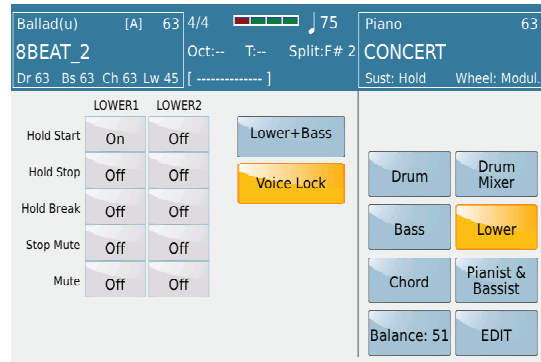 Ballad(u) [A] 63 4/4 75 Piano 63
8BEAT_2 Oct:-- T:-- Split:F# 2 CONCERT
Dr 63 Bs 63 Ch 63 Lw 45 [ -------------- ] Sust: Hold Wheel: Modul.
LOWER1 LOWER2
Hold Start On Off
Hold Stop Off Off
Hold Break Off Off
Stop Mute Off Off
Mute Off Off
Lower+Bass
Voice Lock
Drum
Drum
Mixer
Bass
Lower
Chord
Pianist &
Bassist
Balance: 51
EDIT